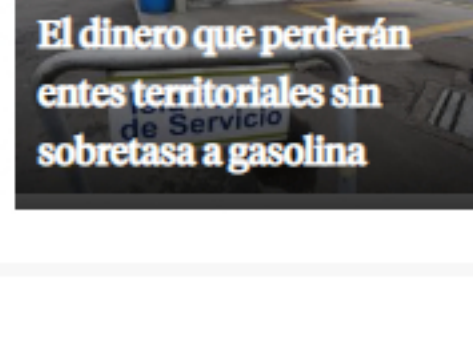 El dinero que perderán
entes territoriales sin
de Servicio
sobretasa a gasolina